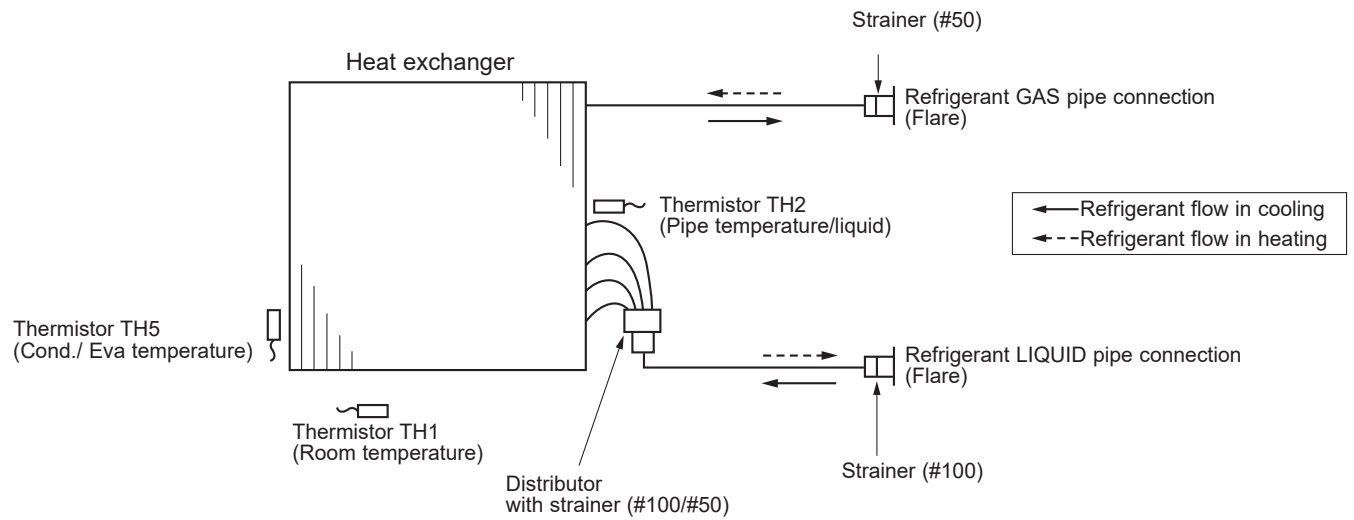 Strainer (#50)
Heat exchanger
Refrigerant GAS pipe connection
(Flare)
Thermistor TH2
(Pipe temperature/liquid)
Refrigerant flow in cooling
Refrigerant flow in heating
Thermistor TH5
(Cond./ Eva temperature)
Refrigerant LIQUID pipe connection
(Flare)
Thermistor TH1
(Room temperature)
Strainer (#100)
Distributor
with strainer (#100/#50)